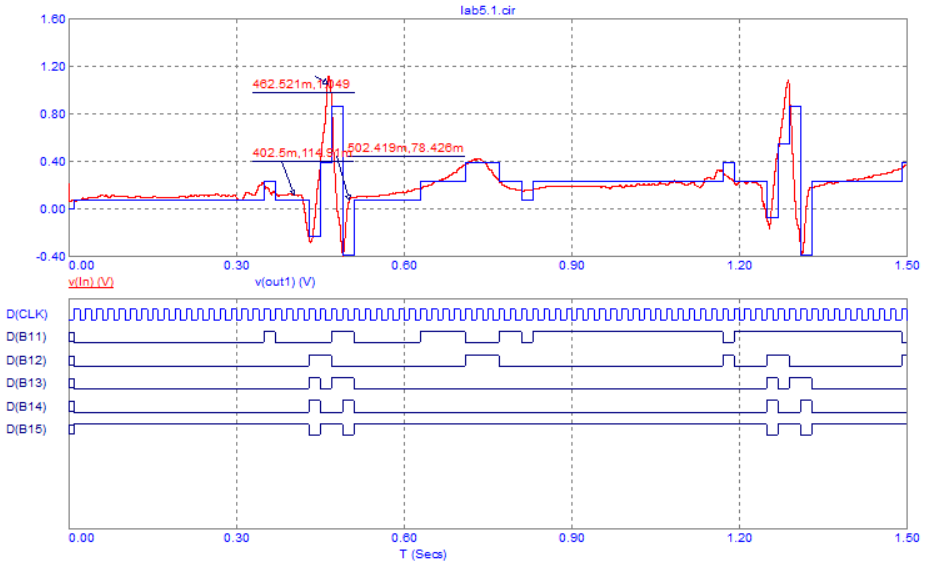 lab5.1.cir
1.60
1.20
462.521m,1.049
0.80
402.5m,114.91m
502.419m,78.426m
0.40
0.00
-0.40
0.00 0.30 0.60 0.90 1.20 1.50
v(In) (V) v(out1) (V)
D(CLK)
D(B11)
D(B12)
D(B13)
D(B14)
D(B15)
0.00 0.30 0.60 0.90 1.20 1.50
T (Secs)